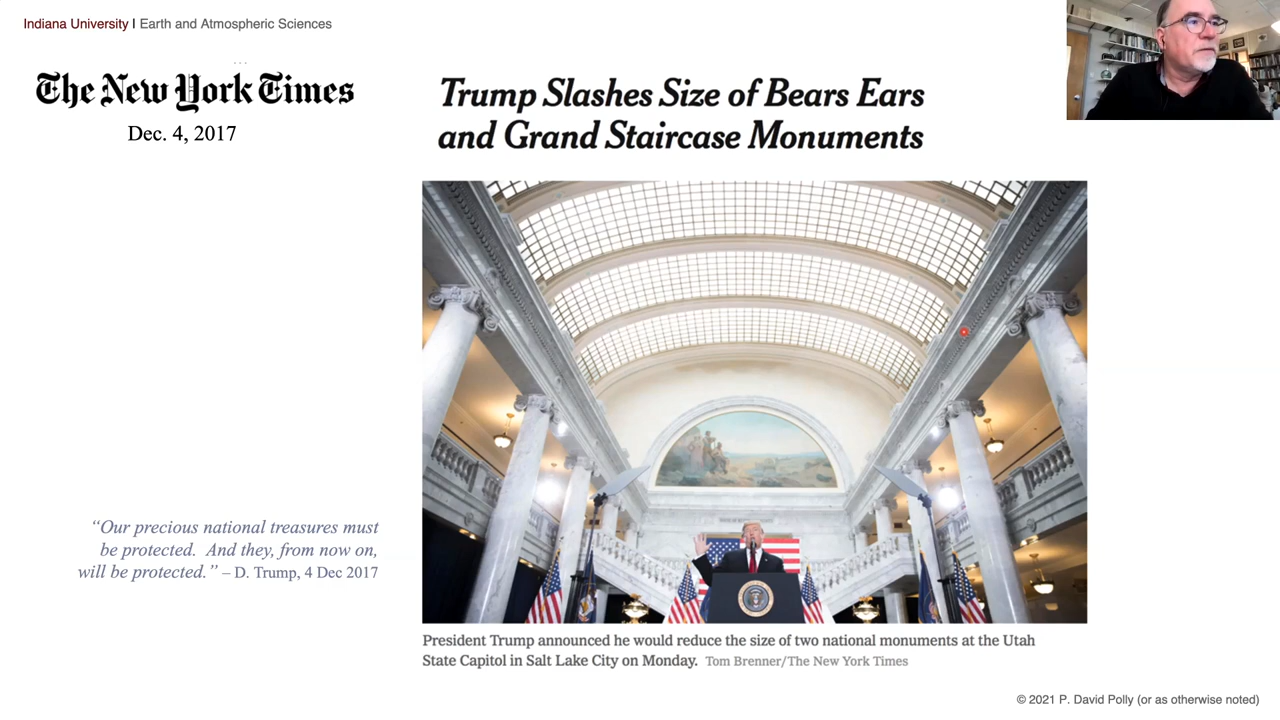 Indiana University I Earth and Atmospheric Sciences
...
The New York Times
Dec. 4, 2017
Trump Slashes Size of Bears Ears
and Grand Staircase Monuments
“Our precious national treasures must
be protected. And they, from now on,
will be protected.” – D. Trump, 4 Dec 2017
President Trump announced he would reduce the size of two national monuments at the Utah
State Capitol in Salt Lake City on Monday. Tom Brenner/The New York Times
© 2021 P. David Polly (or as otherwise noted)